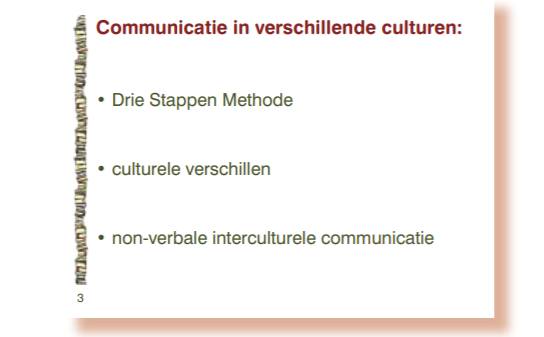 Communicatie in verschillende culturen:
• Drie Stappen Methode
• culturele verschillen
• non-verbale interculturele communicatie
3